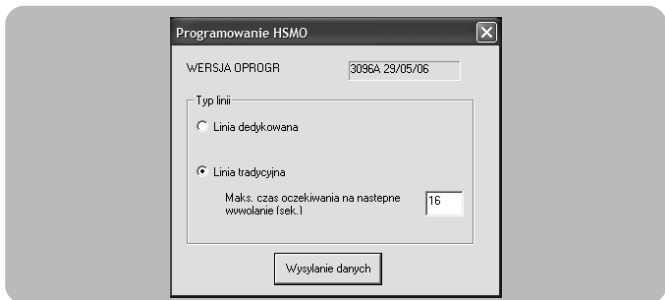 Programowanie HSMO
WERSJA OPROGR 3096A 29/05/06
Typ linii
Linia dedykowana
Linia tradycyjna
Maks. czas oczekiwania na nastepne
wywolanie (sek.)
16
Wysylanie danych